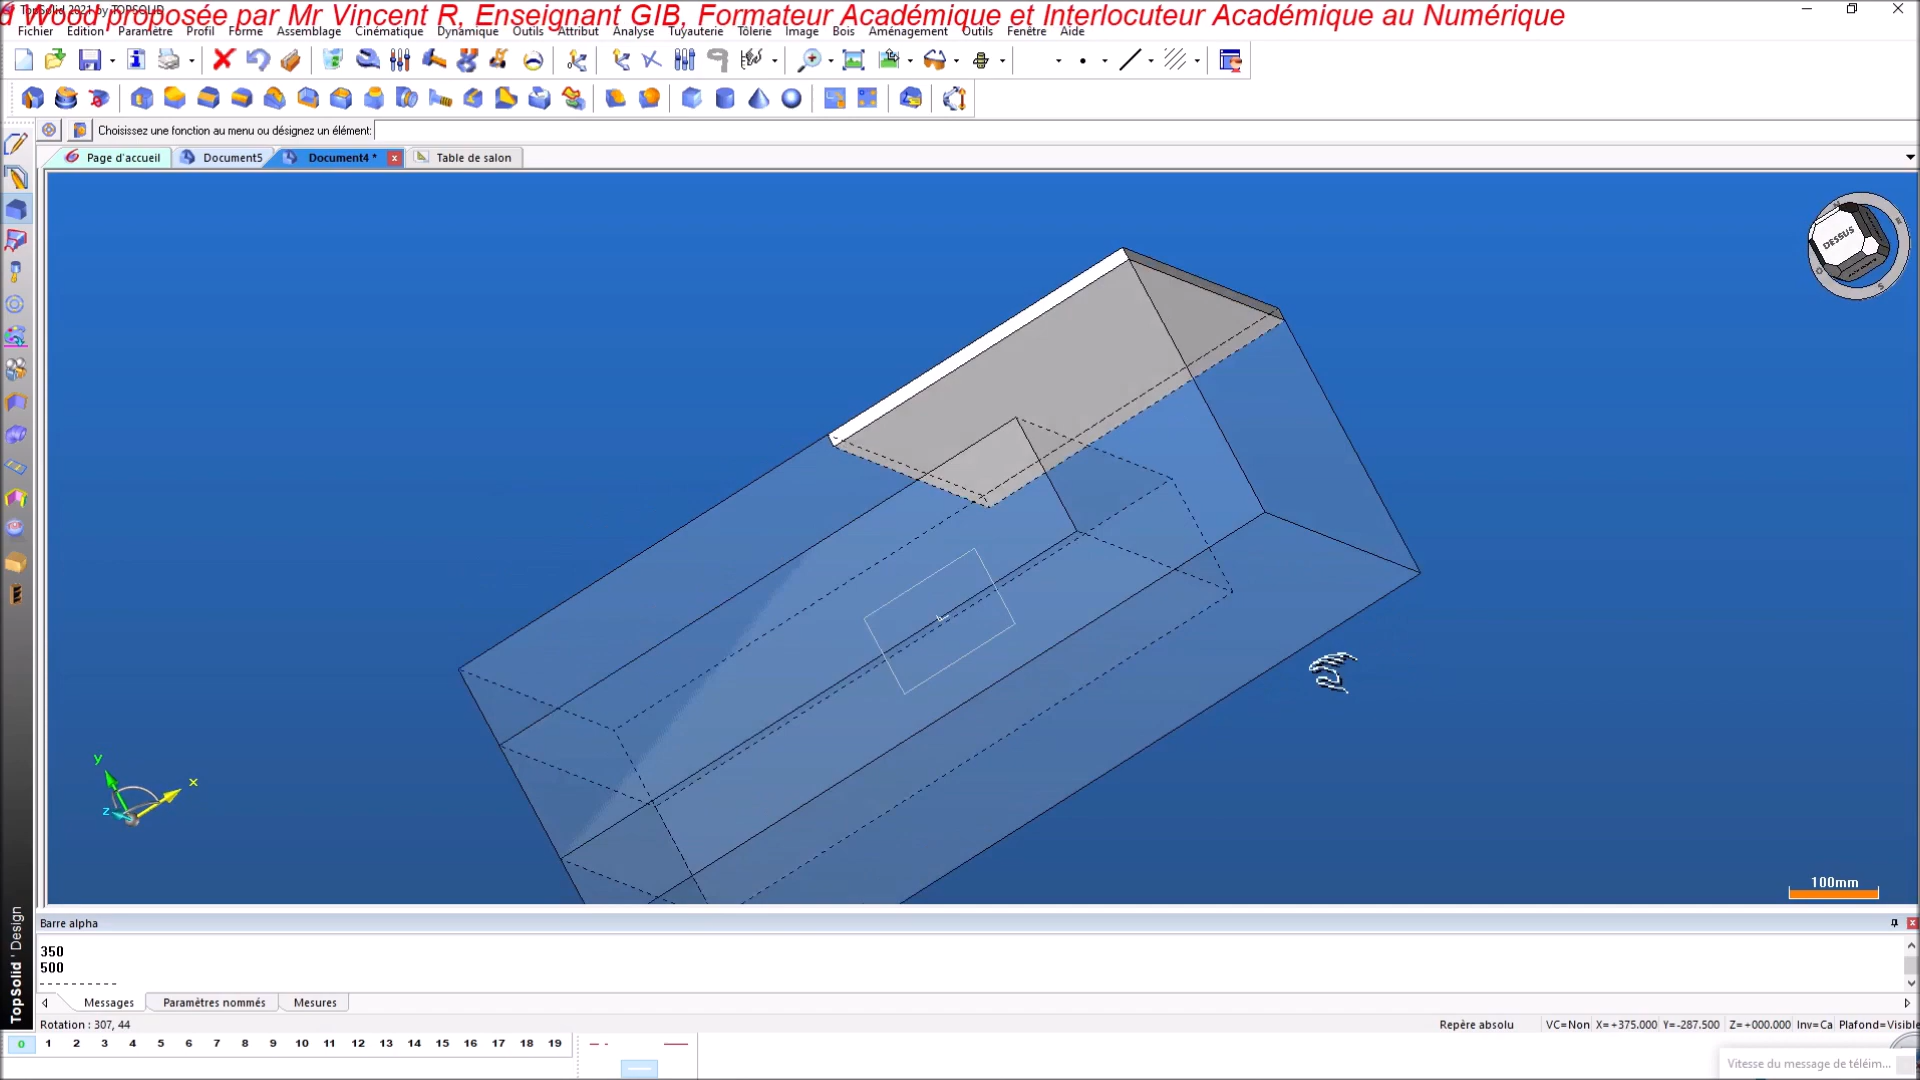 d Wood proposée par Mr Vincent R, Enseignant GIB, Formateur Académique et Interlocuteur Académique au Numérique
TopSolid 2021 by TOPSOLID
Fichier Edition Paramètre Profil Forme Assemblage Cinématique Dynamique Outils Attribut Analyse Tuyauterie Tôlerie Image Bois Aménagement Outils Fenêtre Aide
Choisissez une fonction au menu ou désignez un élément:
Page d'accueil Document5 Document4 * Table de salon
DESSUS
y
x
z
100mm
TopSolid 'Design
Barre alpha
350
500
-----------
Messages Paramètres nommés Mesures
Rotation : 307, 44
Repère absolu VC=Non X=+375.000 Y=-287.500 Z=+000.000 Inv=Ca Plafond=Visible
0 1 2 3 4 5 6 7 8 9 10 11 12 13 14 15 16 17 18 19
Vitesse du message de téléim...